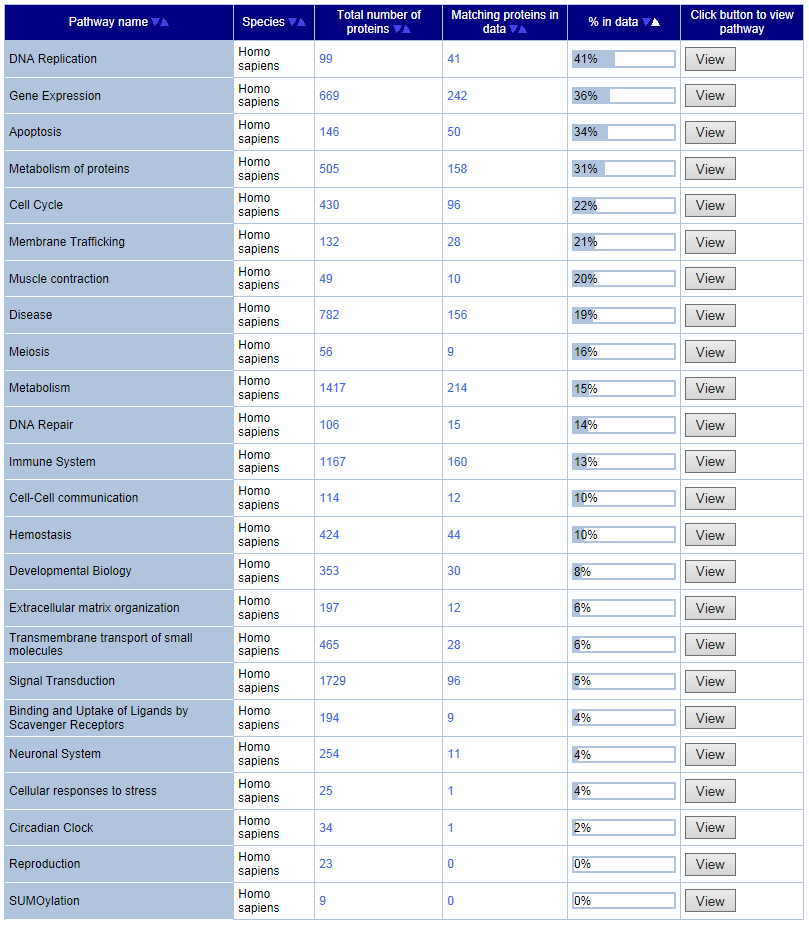 Pathway name Species Total number of proteins Matching proteins in data % in data Click button to view pathway
DNA Replication Homo sapiens 99 41 41% View
Gene Expression Homo sapiens 669 242 36% View
Apoptosis Homo sapiens 146 50 34% View
Metabolism of proteins Homo sapiens 505 158 31% View
Cell Cycle Homo sapiens 430 96 22% View
Membrane Trafficking Homo sapiens 132 28 21% View
Muscle contraction Homo sapiens 49 10 20% View
Disease Homo sapiens 782 156 19% View
Meiosis Homo sapiens 56 9 16% View
Metabolism Homo sapiens 1417 214 15% View
DNA Repair Homo sapiens 106 15 14% View
Immune System Homo sapiens 1167 160 13% View
Cell-Cell communication Homo sapiens 114 12 10% View
Hemostasis Homo sapiens 424 44 10% View
Developmental Biology Homo sapiens 353 30 8% View
Extracellular matrix organization Homo sapiens 197 12 6% View
Transmembrane transport of small molecules Homo sapiens 465 28 6% View
Signal Transduction Homo sapiens 1729 96 5% View
Binding and Uptake of Ligands by Scavenger Receptors Homo sapiens 194 9 4% View
Neuronal System Homo sapiens 254 11 4% View
Cellular responses to stress Homo sapiens 25 1 4% View
Circadian Clock Homo sapiens 34 1 2% View
Reproduction Homo sapiens 23 0 0% View
SUMOylation Homo sapiens 9 0 0% View